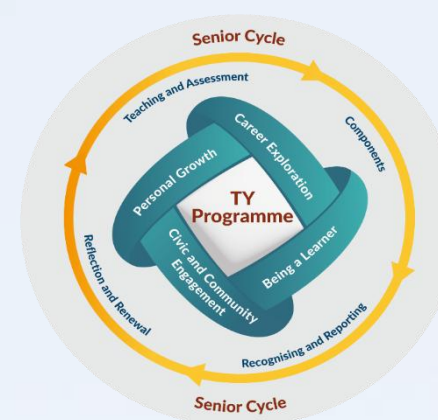 Senior Cycle
Teaching and Assessment
Components
Career Exploration
Personal Growth
TY
Programme
Being a Learner
Civic and Community
Engagement
Reflection and Renewal
Recognising and Reporting
Senior Cycle